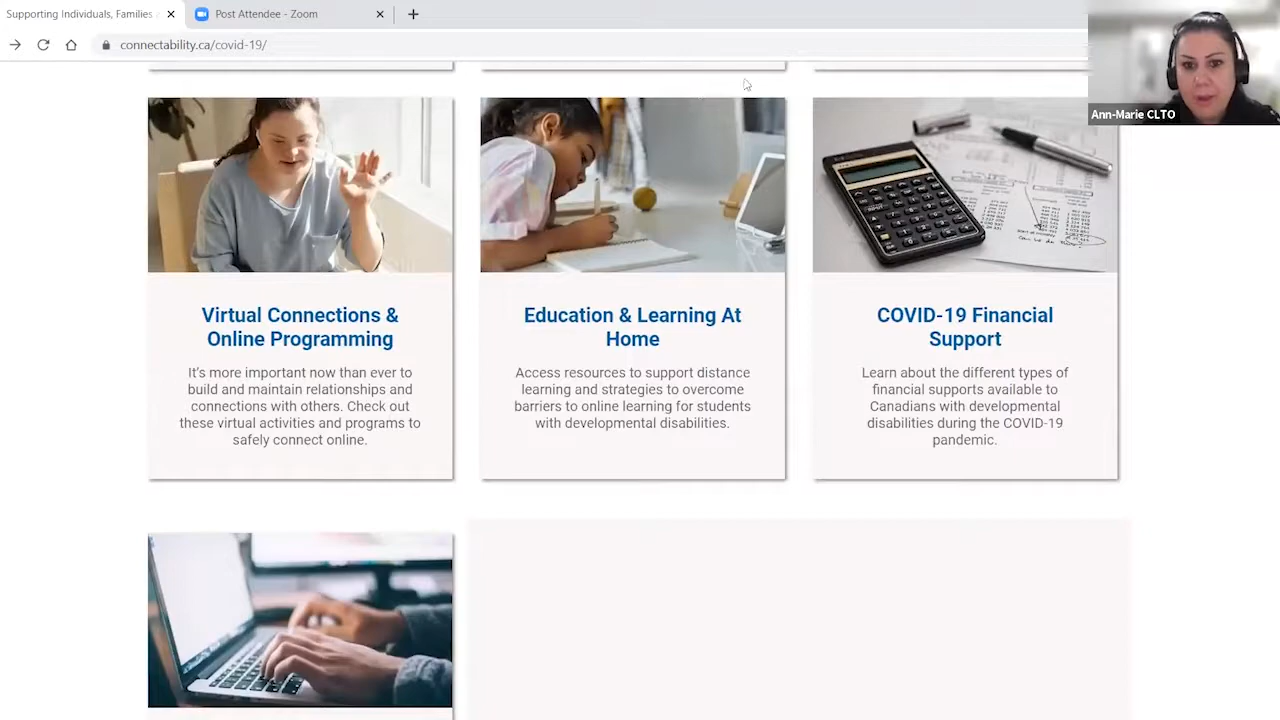 Supporting Individuals, Families
Post Attendee - Zoom
connectability.ca/covid-19/
Ann-Marie CLTO
Virtual Connections &
Online Programming
It's more important now than ever to
build and maintain relationships and
connections with others. Check out
these virtual activities and programs to
safely connect online.
Education & Learning At
Home
Access resources to support distance
learning and strategies to overcome
barriers to online learning for students
with developmental disabilities.
COVID-19 Financial
Support
Learn about the different types of
financial supports available to
Canadians with developmental
disabilities during the COVID-19
pandemic.